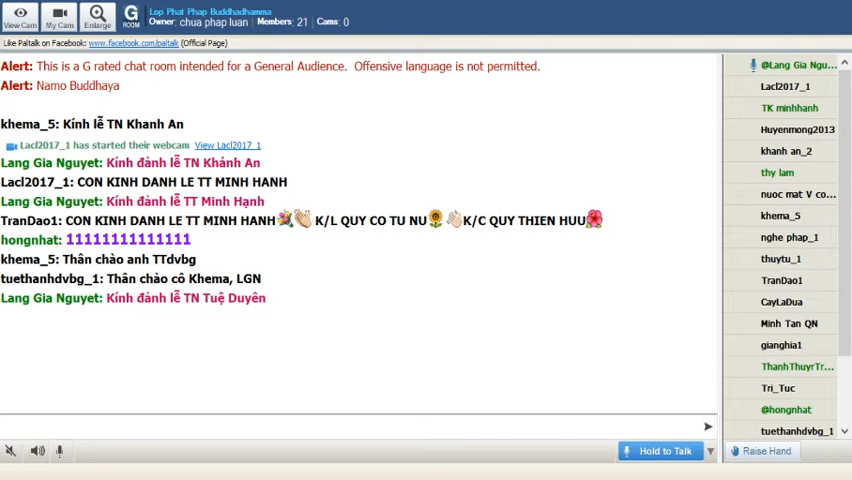 Lop Phat Phap Buddhadhamma
G
ROOM
Owner: chua phap luan Members: 21 Cams: 0
View Cam My Cam Enlarge
Like Paltalk on Facebook: www.facebook.com/paltalk (Official Page)
Alert: This is a G rated chat room intended for a General Audience. Offensive language is not permitted.
Alert: Namo Buddhaya
khema_5: Kính lễ TN Khanh An
Lacl2017_1 has started their webcam View Lacl2017_1
Lang Gia Nguyet: Kính đảnh lễ TN Khánh An
Lacl2017_1: CON KINH DANH LE TT MINH HANH
Lang Gia Nguyet: Kính đảnh lễ TT Minh Hạnh
TranDao1: CON KINH DANH LE TT MINH HANH K/L QUY CO TU NU K/C QUY THIEN HUU
hongnhat: 11111111111111
khema_5: Thân chào anh TTdvbg
tuethanhdvbg_1: Thân chào cô Khema, LGN
Lang Gia Nguyet: Kính đảnh lễ TN Tuệ Duyên
@Lang Gia Ngu...
Lacl2017_1
TK minhhanh
Huyenmong2013
khanh an_2
thy lam
nuoc mat V co...
khema_5
nghe phap_1
thuytu_1
TranDao1
CayLaDua
Minh Tan QN
gianghia1
ThanhThuyrTr...
Tri_Tuc
@hongnhat
tuethanhdvbg_1
Hold to Talk
Raise Hand